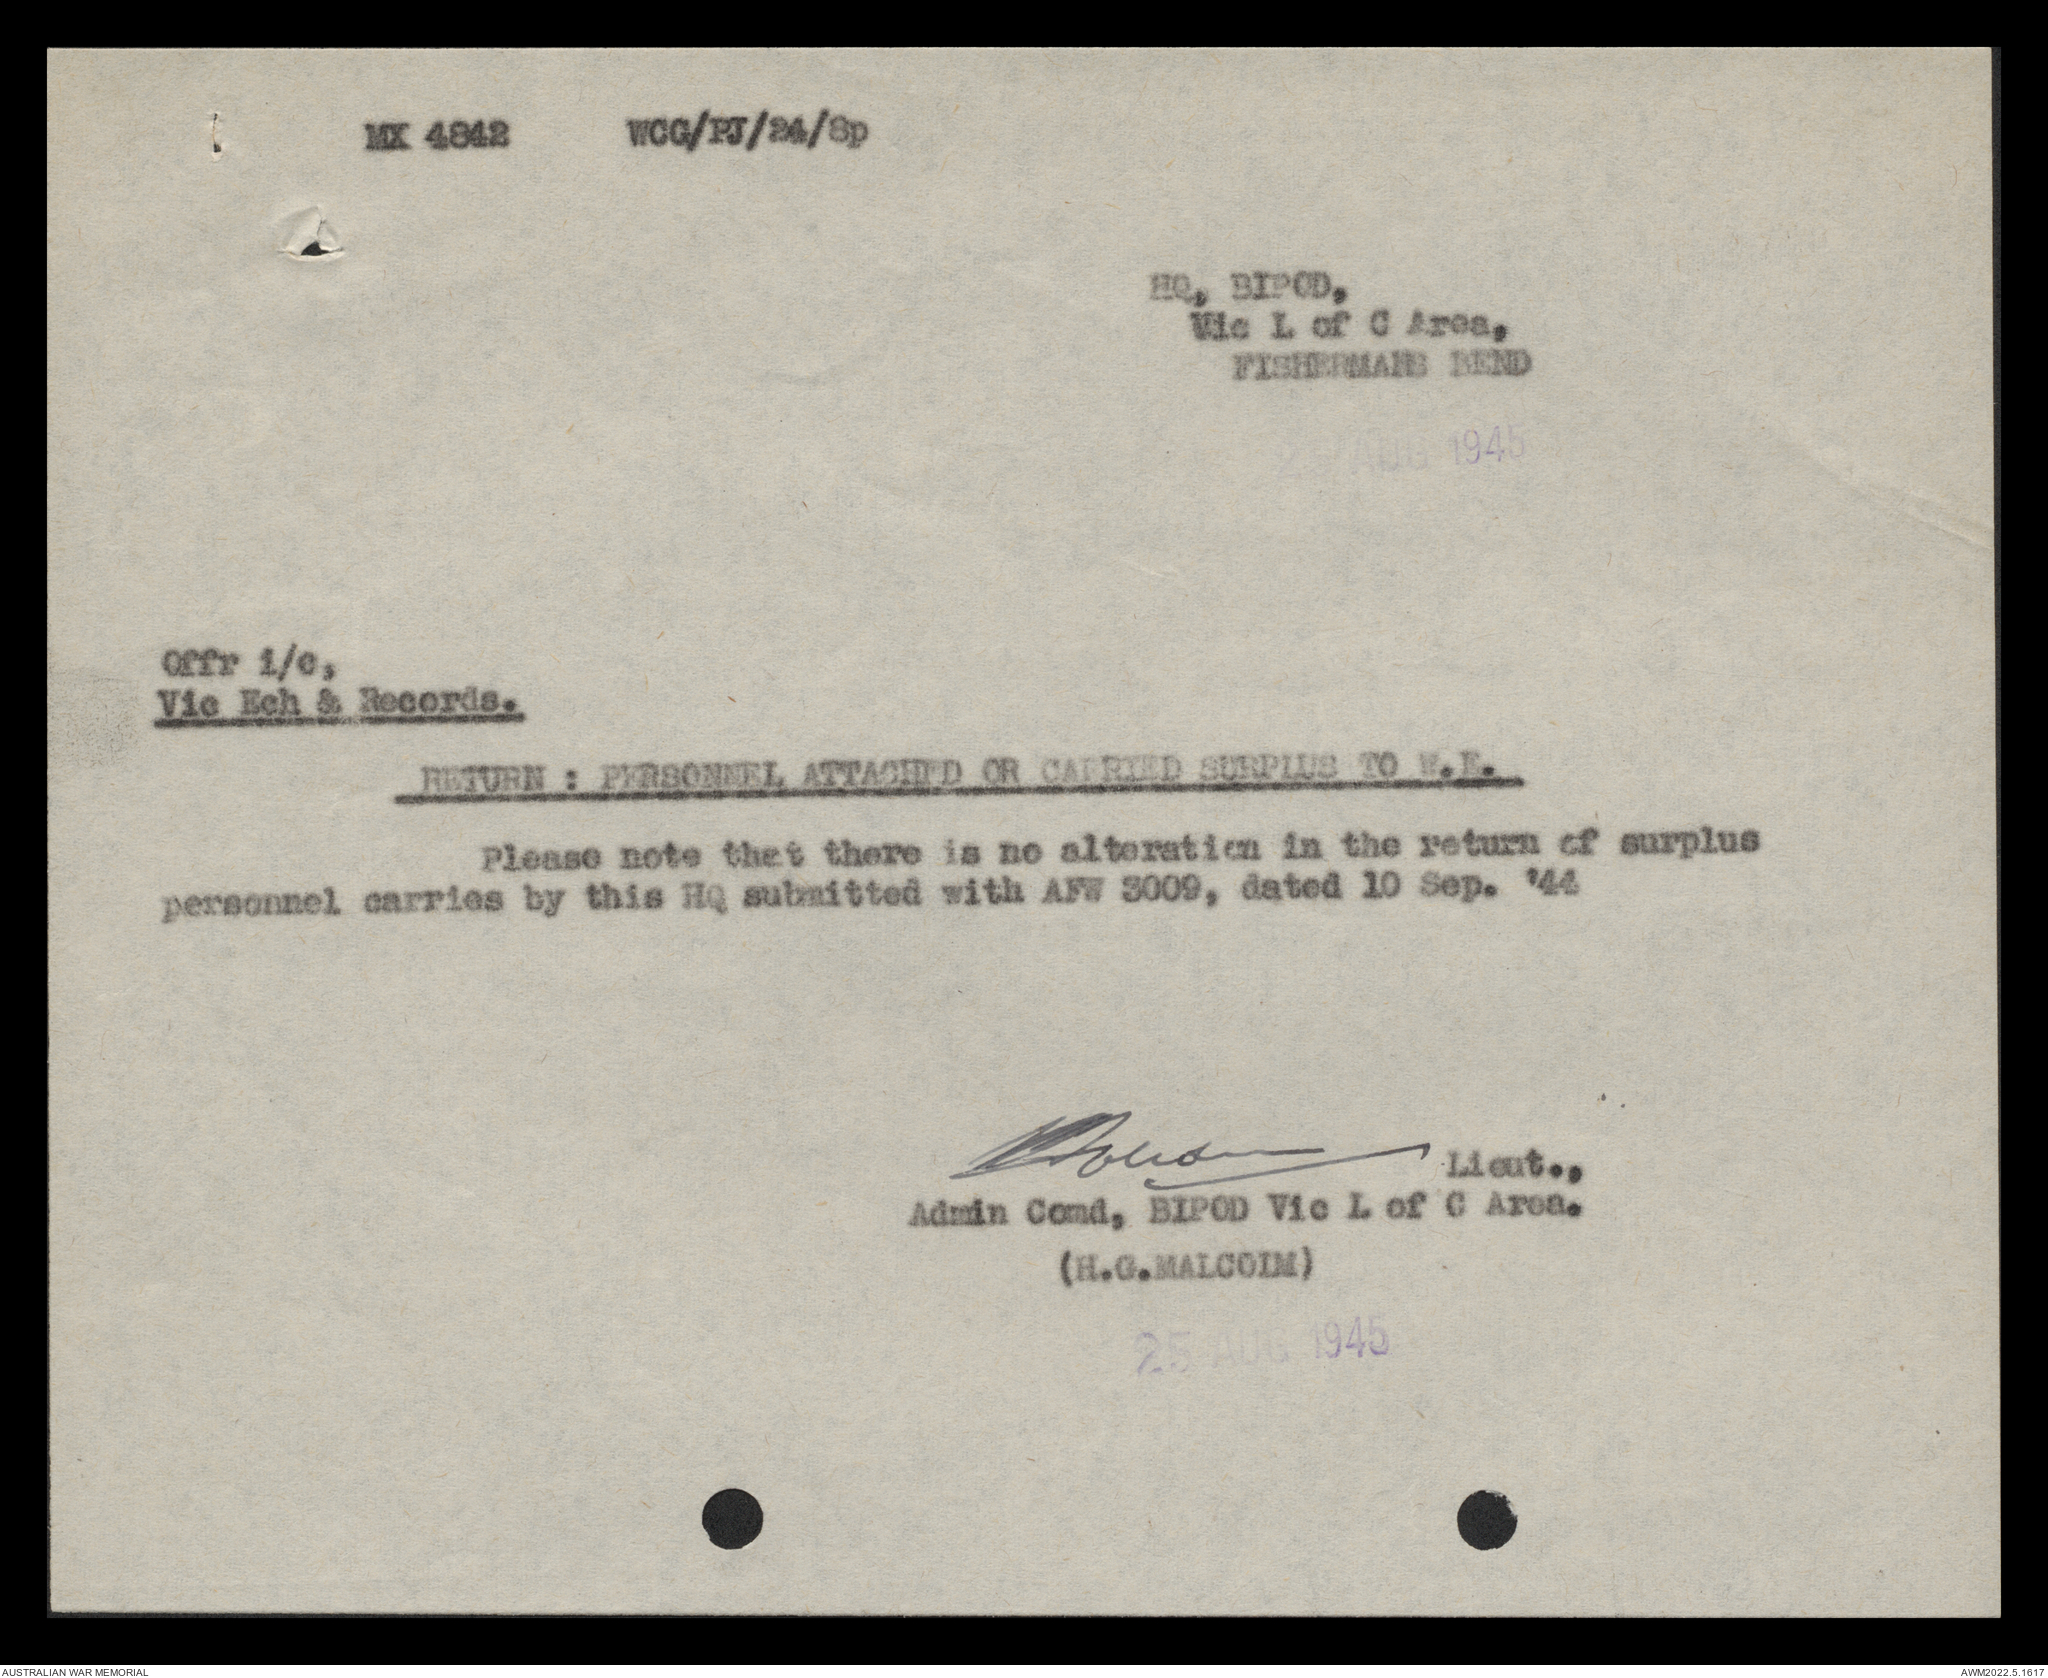 MX 4842 WCG/PJ/24/8p
HQ, BIPOD,
Vic L of C Area,
FISHERMANS BEND
25 AUG 1945
Offr i/c,
Vic Ech & Records.
RETURN : PERSONNEL ATTACHED OR CARRIED SURPLUS TO W.E.
Please note that there is no alteration in the return of surplus
personnel carries by this HQ submitted with AFW 3009, dated 10 Sep. '44
Lieut.,
Admin Comd, BIPOD Vic L of C Area.
(H.G.MALCOLM)
25 AUG 1945
AUSTRALIAN WAR MEMORIAL
AWM2022.5.1617